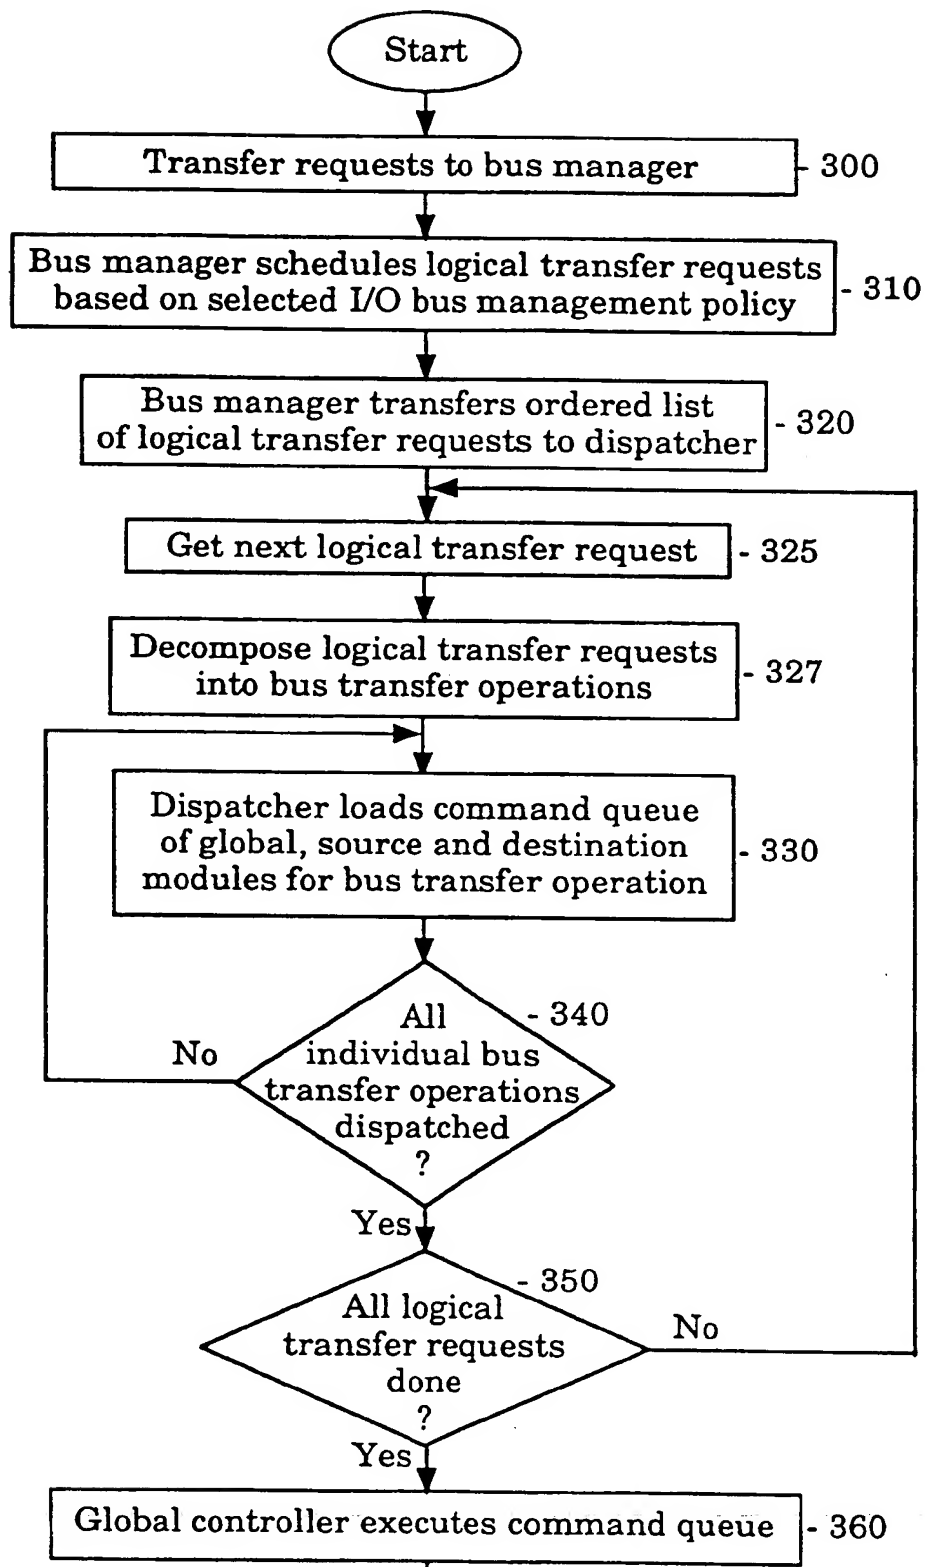 Start
Transfer requests to bus manager
- 300
Bus manager schedules logical transfer requests
based on selected I/O bus management policy
- 310
Bus manager transfers ordered list
of logical transfer requests to dispatcher
- 320
Get next logical transfer request
- 325
Decompose logical transfer requests
into bus transfer operations
- 327
Dispatcher loads command queue
of global, source and destination
modules for bus transfer operation
- 330
- 340
All
individual bus
transfer operations
dispatched
?
No
Yes
- 350
All logical
transfer requests
done
?
No
Yes
Global controller executes command queue
- 360